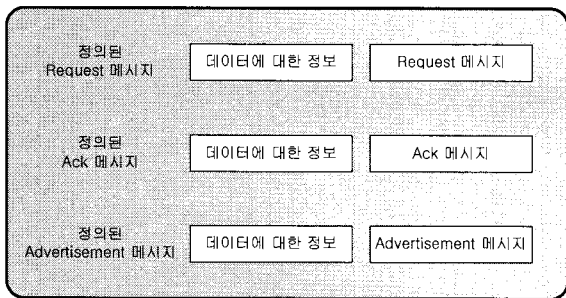 정의된
Request 메시지
데이터에 대한 정보
Request 메시지
정의된
Ack 메시지
데이터에 대한 정보
Ack 메시지
정의된
Advertisement 메시지
데이터에 대한 정보
Advertisement 메시지